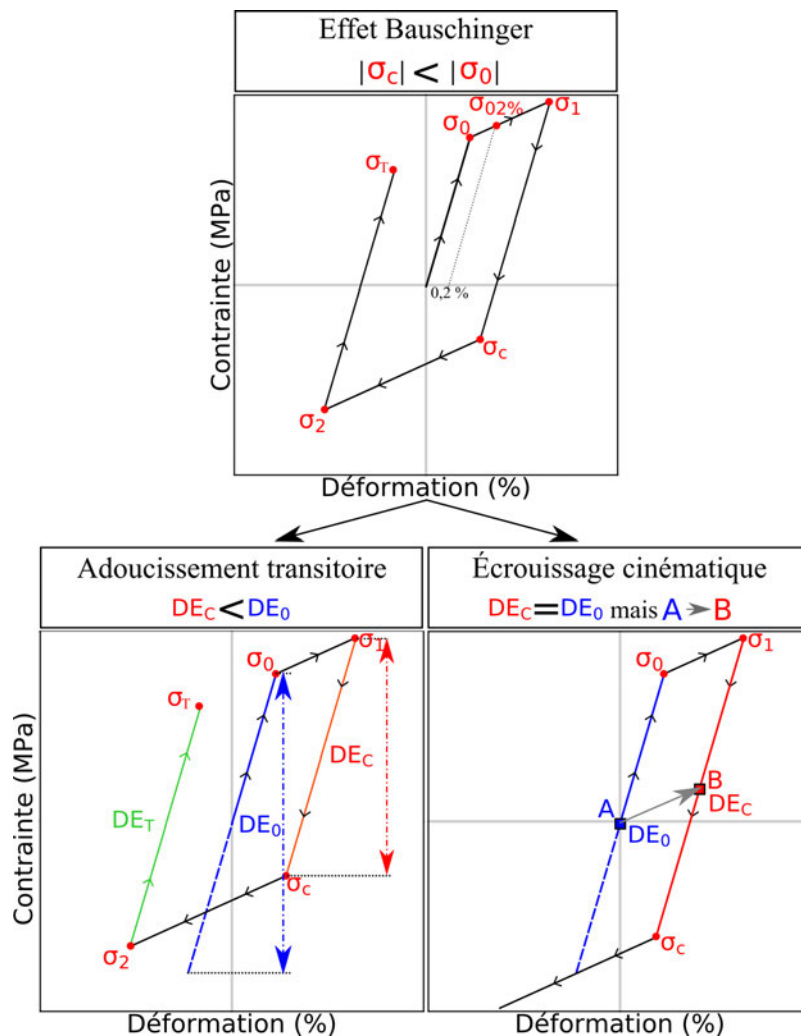 Effet Bauschinger
|σc| < |σ0|
σ02%
σ1
σ0
σT
Contrainte (MPa)
0,2 %
σc
σ2
Déformation (%)
Adoucissement transitoire
DEC<DE0
σ1
σ0
σT
DEC
DET
DE0
σc
σ2
Contrainte (MPa)
Déformation (%)
Écrouissage cinématique
DEC=DE0 mais A ➤ B
σ1
σ0
B
A
DEC
DE0
σc
Déformation (%)